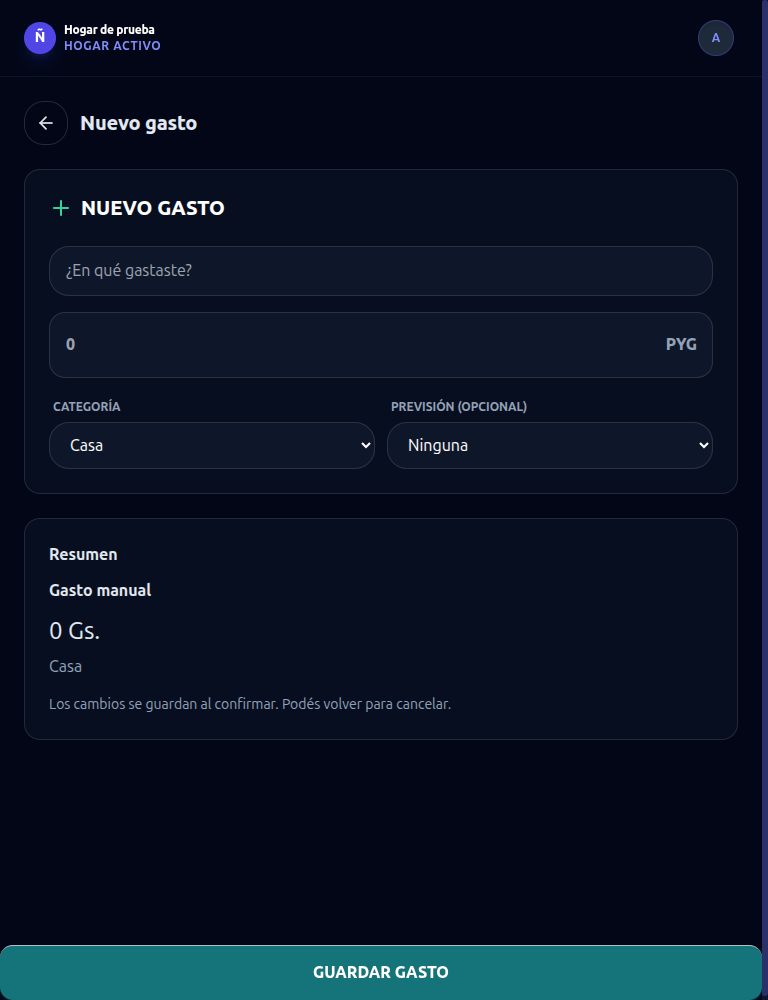 Ñ
Hogar de prueba
HOGAR ACTIVO
A
Nuevo gasto
NUEVO GASTO
¿En qué gastaste?
0 PYG
CATEGORÍA PREVISIÓN (OPCIONAL)
Casa Ninguna
Resumen
Gasto manual
0 Gs.
Casa
Los cambios se guardan al confirmar. Podés volver para cancelar.
GUARDAR GASTO